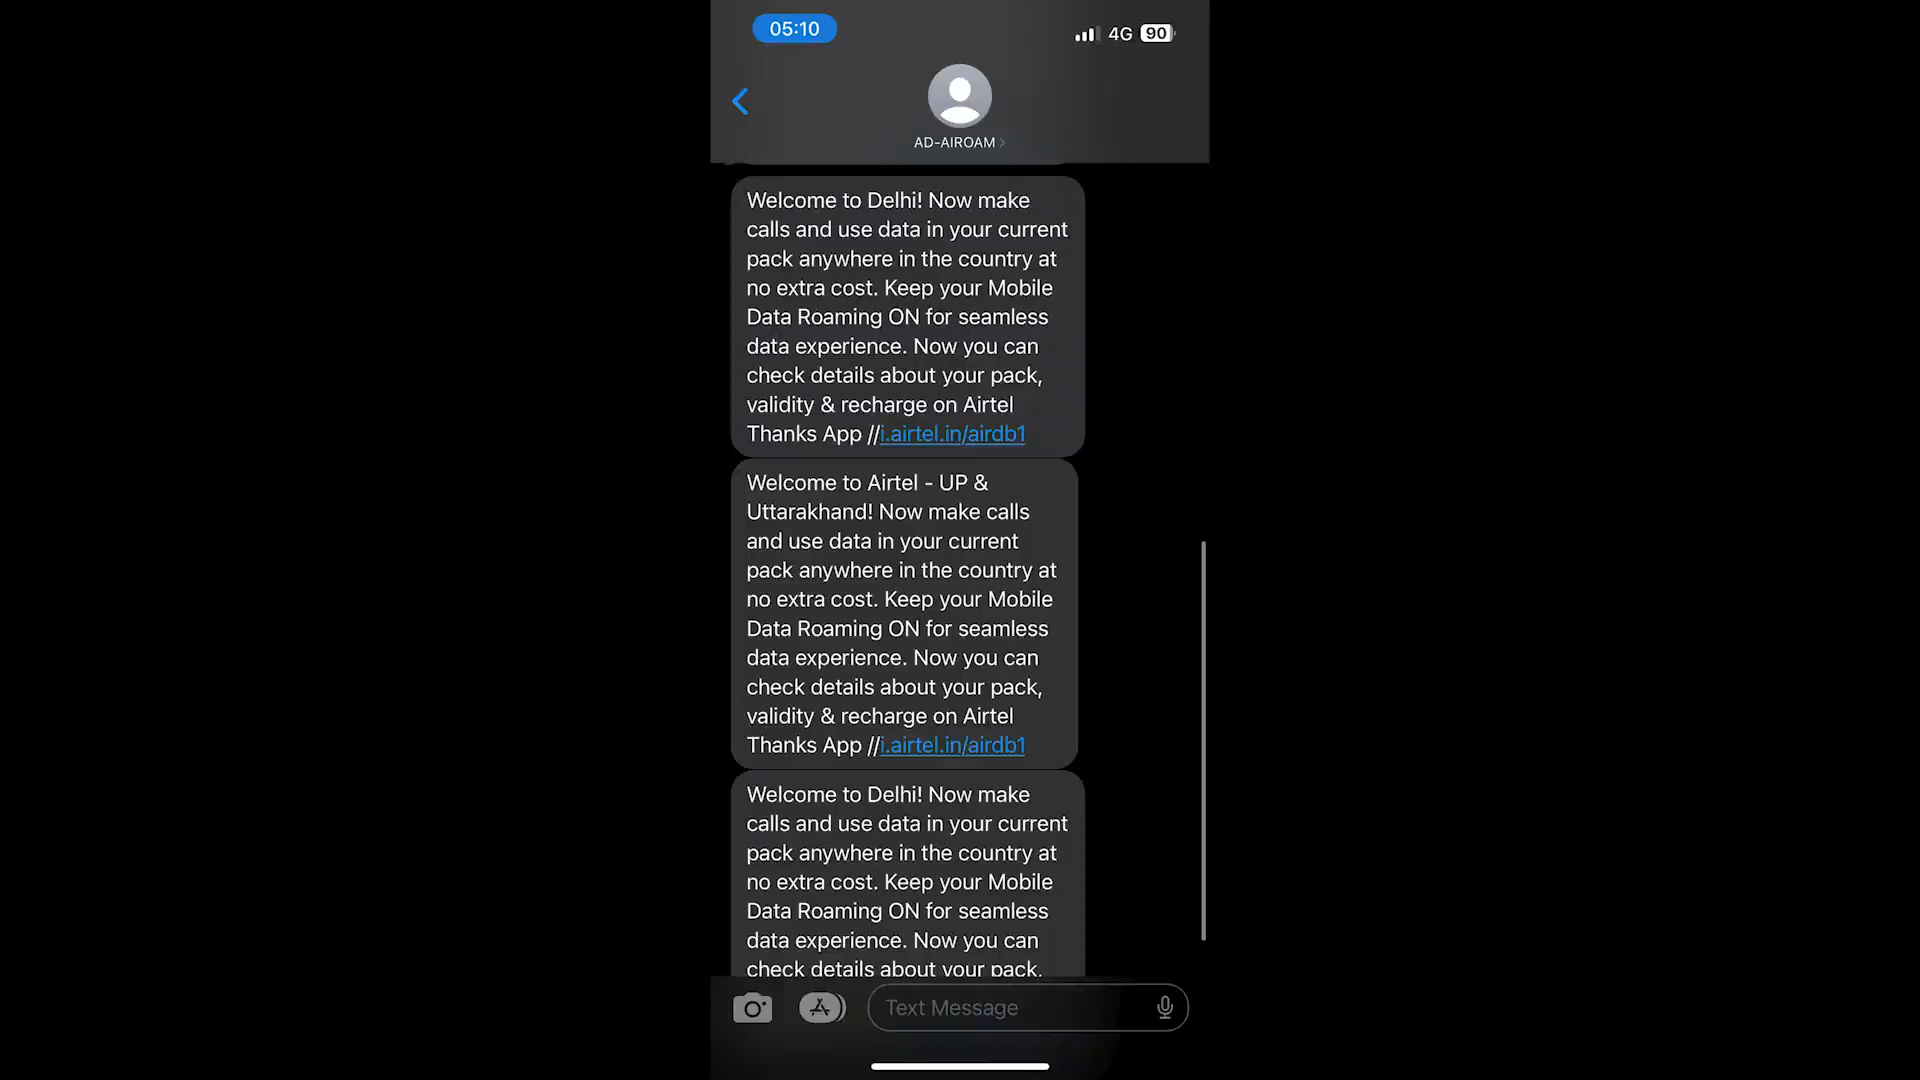 05:10
4G 90
AD-AIROAM
Welcome to Delhi! Now make
calls and use data in your current
pack anywhere in the country at
no extra cost. Keep your Mobile
Data Roaming ON for seamless
data experience. Now you can
check details about your pack,
validity & recharge on Airtel
Thanks App //i.airtel.in/airdb1
Welcome to Airtel - UP &
Uttarakhand! Now make calls
and use data in your current
pack anywhere in the country at
no extra cost. Keep your Mobile
Data Roaming ON for seamless
data experience. Now you can
check details about your pack,
validity & recharge on Airtel
Thanks App //i.airtel.in/airdb1
Welcome to Delhi! Now make
calls and use data in your current
pack anywhere in the country at
no extra cost. Keep your Mobile
Data Roaming ON for seamless
data experience. Now you can
check details about your pack,
Text Message